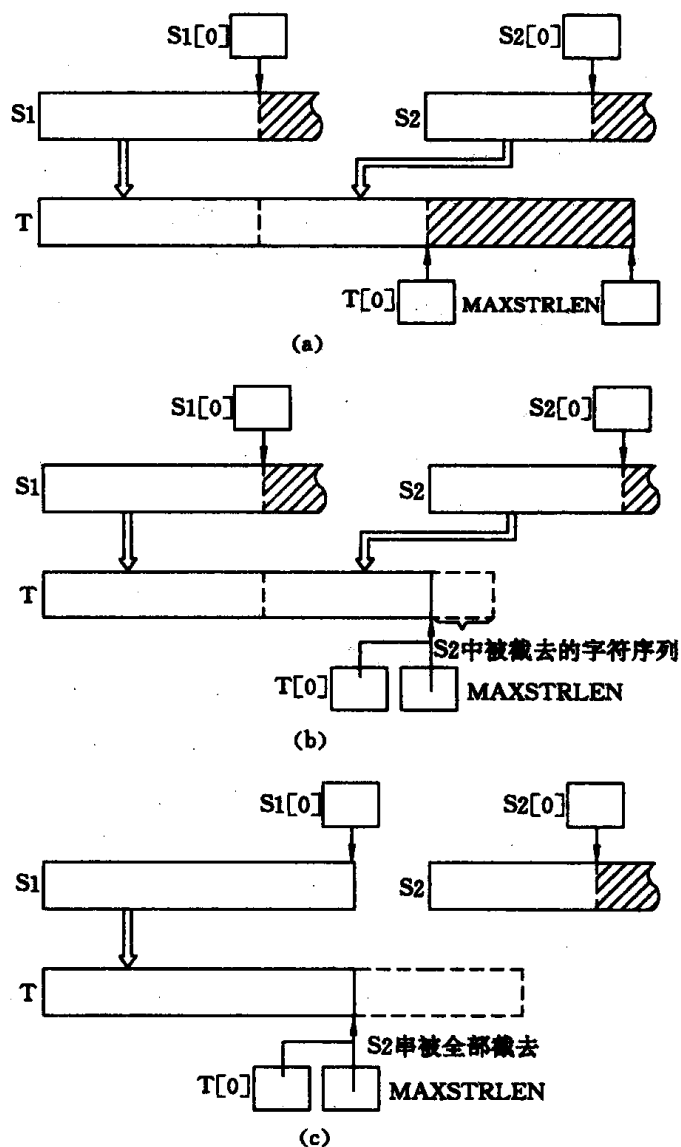 S1[0] S2[0]
S1 S2
T
T[0] MAXSTRLEN
(a)
S1[0] S2[0]
S1 S2
T
S2中被截去的字符序列
T[0] MAXSTRLEN
(b)
S1[0] S2[0]
S1 S2
T
S2串被全部截去
T[0] MAXSTRLEN
(c)